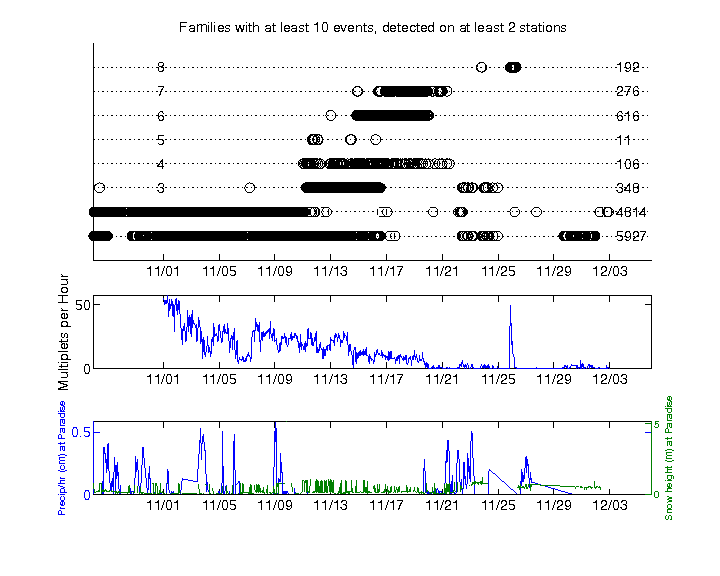 Families with at least 10 events, detected on at least 2 stations
8 192
7 276
6 616
5 11
4 106
3 348
4814
5927
11/01 11/05 11/09 11/13 11/17 11/21 11/25 11/29 12/03
Multiplets per Hour
50
0
11/01 11/05 11/09 11/13 11/17 11/21 11/25 11/29 12/03
Precip/hr (cm) at Paradise
0.5
0
5
0
Snow height (m) at Paradise
11/01 11/05 11/09 11/13 11/17 11/21 11/25 11/29 12/03